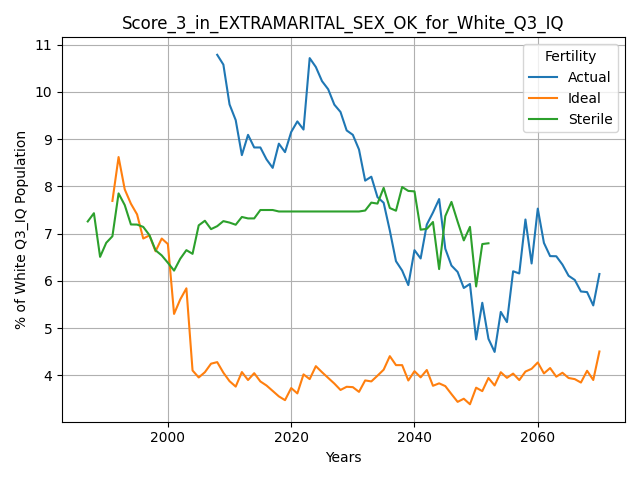 Score_3_in_EXTRAMARITAL_SEX_OK_for_White_Q3_IQ
% of White Q3_IQ Population
11
10
9
8
7
6
5
4
Fertility
Actual
Ideal
Sterile
2000 2020 2040 2060
Years